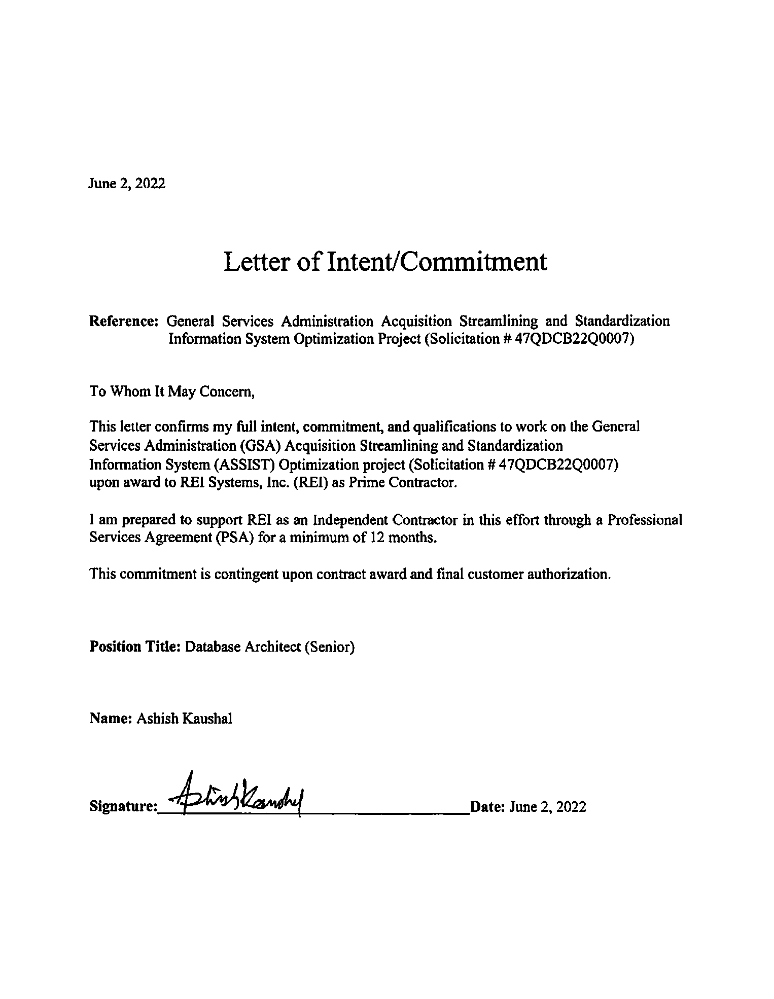 June 2, 2022
Letter of Intent/Commitment
Reference: General Services Administration Acquisition Streamlining and Standardization
Information System Optimization Project (Solicitation # 47QDCB22Q0007)
To Whom It May Concern,
This letter confirms my full intent, commitment, and qualifications to work on the General
Services Administration (GSA) Acquisition Streamlining and Standardization
Information System (ASSIST) Optimization project (Solicitation # 47QDCB22Q0007)
upon award to REI Systems, Inc. (REI) as Prime Contractor.
I am prepared to support REI as an Independent Contractor in this effort through a Professional
Services Agreement (PSA) for a minimum of 12 months.
This commitment is contingent upon contract award and final customer authorization.
Position Title: Database Architect (Senior)
Name: Ashish Kaushal
Signature: Ashish Kaushal Date: June 2, 2022